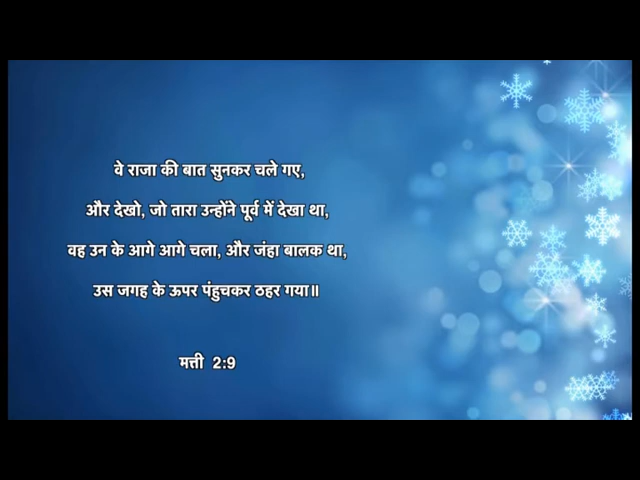 वे राजा की बात सुनकर चले गए,
और देखो, जो तारा उन्होंने पूर्व में देखा था,
वह उन के आगे आगे चला, और जंहा बालक था,
उस जगह के ऊपर पंहुचकर ठहर गया॥
मत्ती 2:9